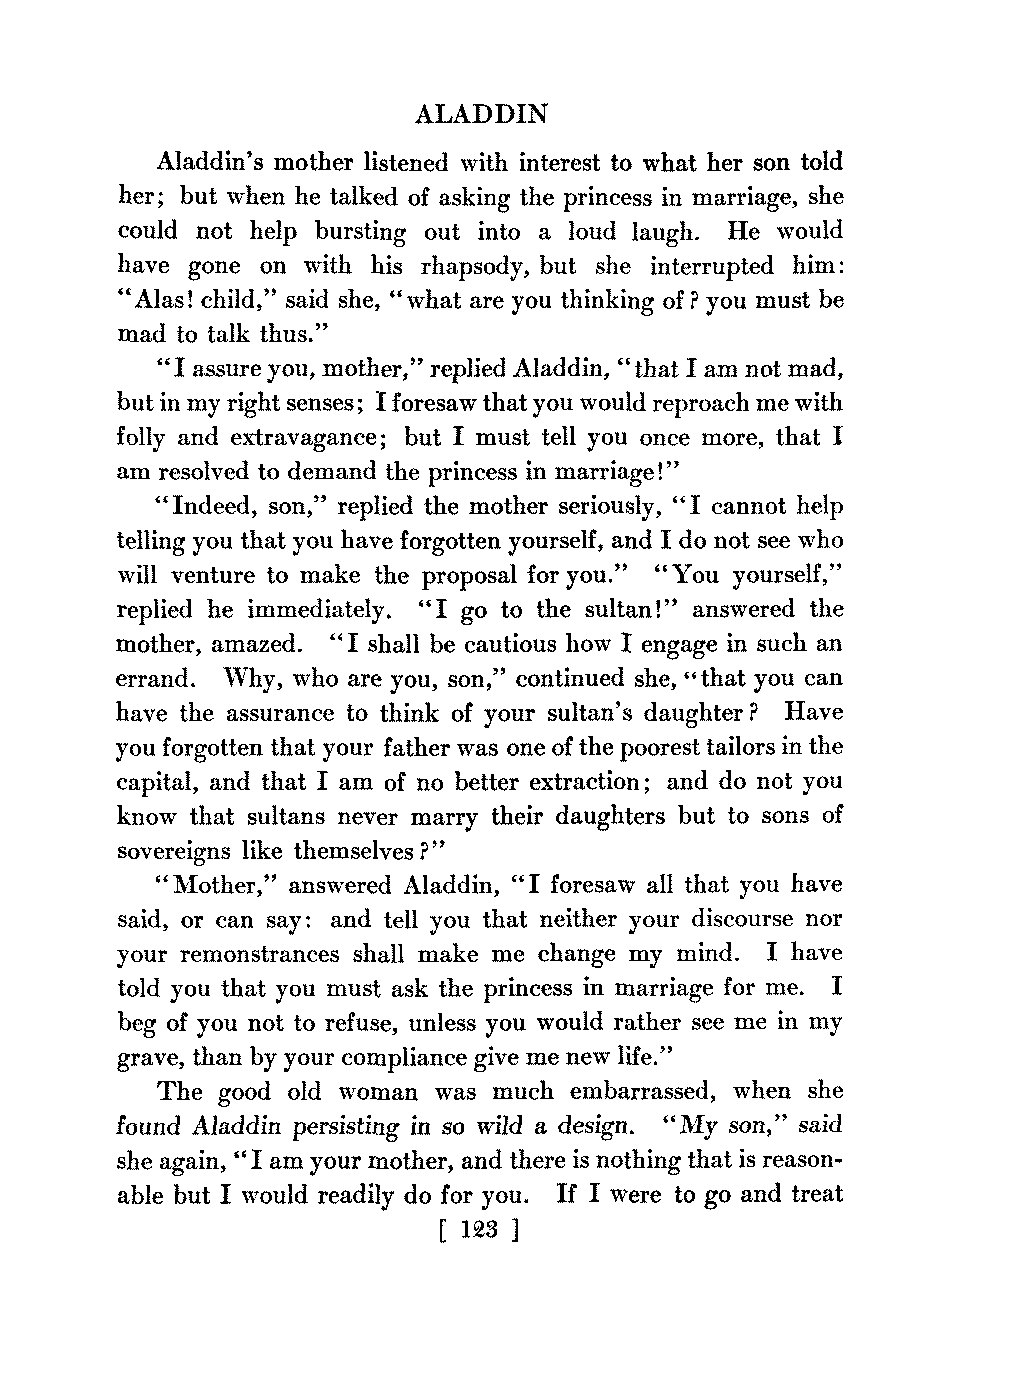 ALADDIN
Aladdin's mother listened with interest to what her son told
her; but when he talked of asking the princess in marriage, she
could not help bursting out into a loud laugh. He would
have gone on with his rhapsody, but she interrupted him:
"Alas! child," said she, "what are you thinking of? you must be
mad to talk thus."
"I assure you, mother," replied Aladdin, "that I am not mad,
but in my right senses; I foresaw that you would reproach me with
folly and extravagance; but I must tell you once more, that I
am resolved to demand the princess in marriage!"
"Indeed, son," replied the mother seriously, "I cannot help
telling you that you have forgotten yourself, and I do not see who
will venture to make the proposal for you." "You yourself,"
replied he immediately. "I go to the sultan!" answered the
mother, amazed. "I shall be cautious how I engage in such an
errand. Why, who are you, son," continued she, "that you can
have the assurance to think of your sultan's daughter? Have
you forgotten that your father was one of the poorest tailors in the
capital, and that I am of no better extraction; and do not you
know that sultans never marry their daughters but to sons of
sovereigns like themselves?"
"Mother," answered Aladdin, "I foresaw all that you have
said, or can say: and tell you that neither your discourse nor
your remonstrances shall make me change my mind. I have
told you that you must ask the princess in marriage for me. I
beg of you not to refuse, unless you would rather see me in my
grave, than by your compliance give me new life."
The good old woman was much embarrassed, when she
found Aladdin persisting in so wild a design. "My son," said
she again, "I am your mother, and there is nothing that is reason-
able but I would readily do for you. If I were to go and treat
[ 123 ]